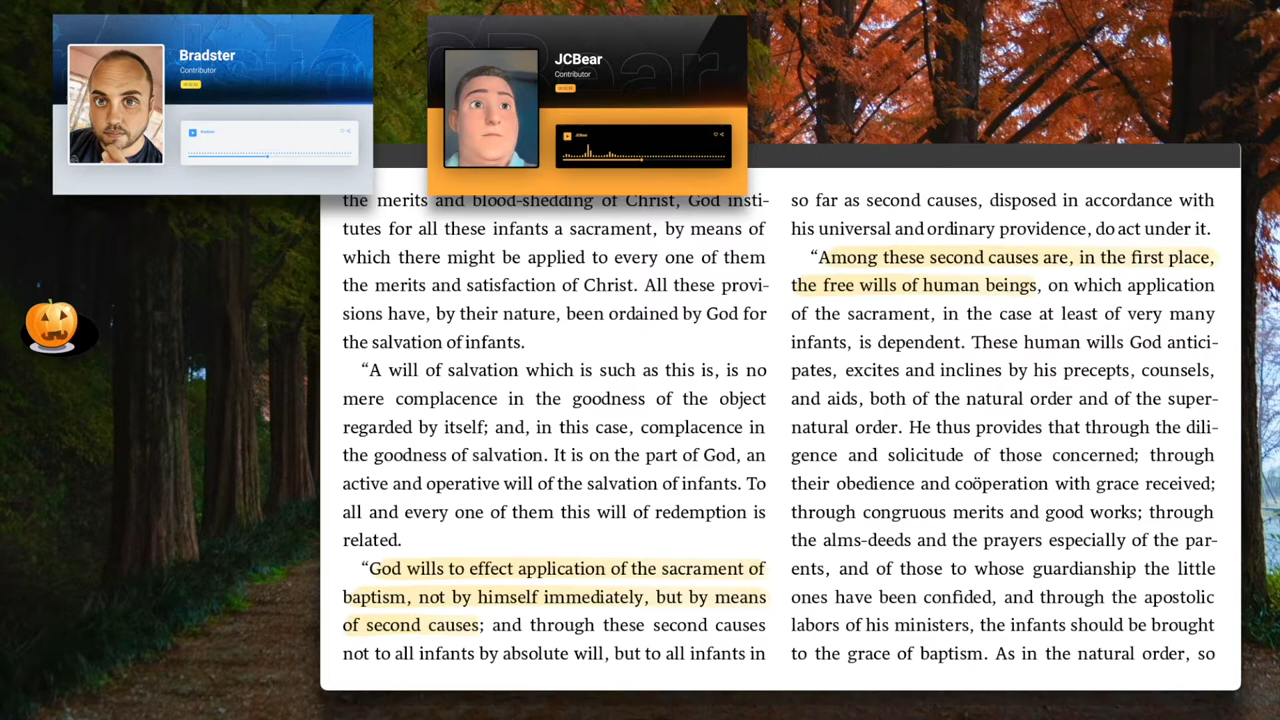 Bradster
Contributor
JCBear
Contributor
Bradster
JCBear
the merits and blood-shedding of Christ, God insti-
tutes for all these infants a sacrament, by means of
which there might be applied to every one of them
the merits and satisfaction of Christ. All these provi-
sions have, by their nature, been ordained by God for
the salvation of infants.
“A will of salvation which is such as this is, is no
mere complacence in the goodness of the object
regarded by itself; and, in this case, complacence in
the goodness of salvation. It is on the part of God, an
active and operative will of the salvation of infants. To
all and every one of them this will of redemption is
related.
“God wills to effect application of the sacrament of
baptism, not by himself immediately, but by means
of second causes; and through these second causes
not to all infants by absolute will, but to all infants in
so far as second causes, disposed in accordance with
his universal and ordinary providence, do act under it.
“Among these second causes are, in the first place,
the free wills of human beings, on which application
of the sacrament, in the case at least of very many
infants, is dependent. These human wills God antici-
pates, excites and inclines by his precepts, counsels,
and aids, both of the natural order and of the super-
natural order. He thus provides that through the dili-
gence and solicitude of those concerned; through
their obedience and coöperation with grace received;
through congruous merits and good works; through
the alms-deeds and the prayers especially of the par-
ents, and of those to whose guardianship the little
ones have been confided, and through the apostolic
labors of his ministers, the infants should be brought
to the grace of baptism. As in the natural order, so